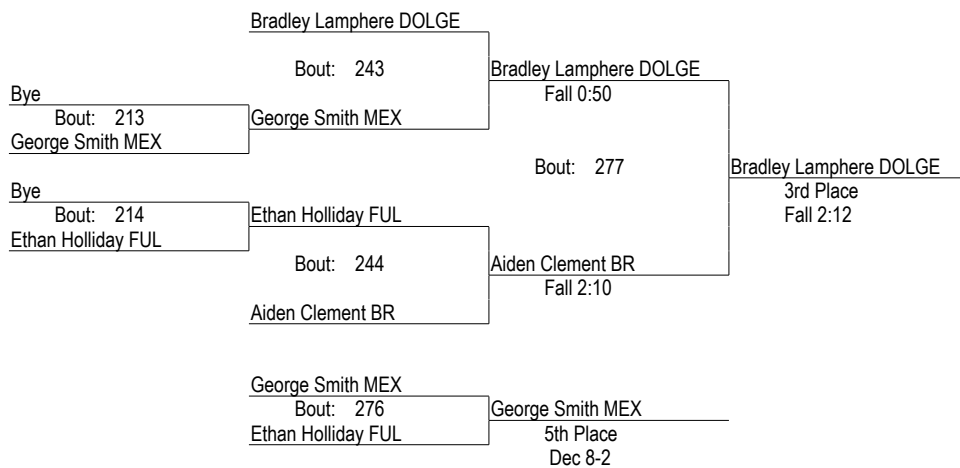 Bradley Lamphere DOLGE
Bout: 243
Bradley Lamphere DOLGE
Fall 0:50
Bye
Bout: 213
George Smith MEX
George Smith MEX
Bout: 277
Bradley Lamphere DOLGE
3rd Place
Fall 2:12
Bye
Bout: 214
Ethan Holliday FUL
Ethan Holliday FUL
Bout: 244
Aiden Clement BR
Fall 2:10
Aiden Clement BR
George Smith MEX
Bout: 276
Ethan Holliday FUL
George Smith MEX
5th Place
Dec 8-2